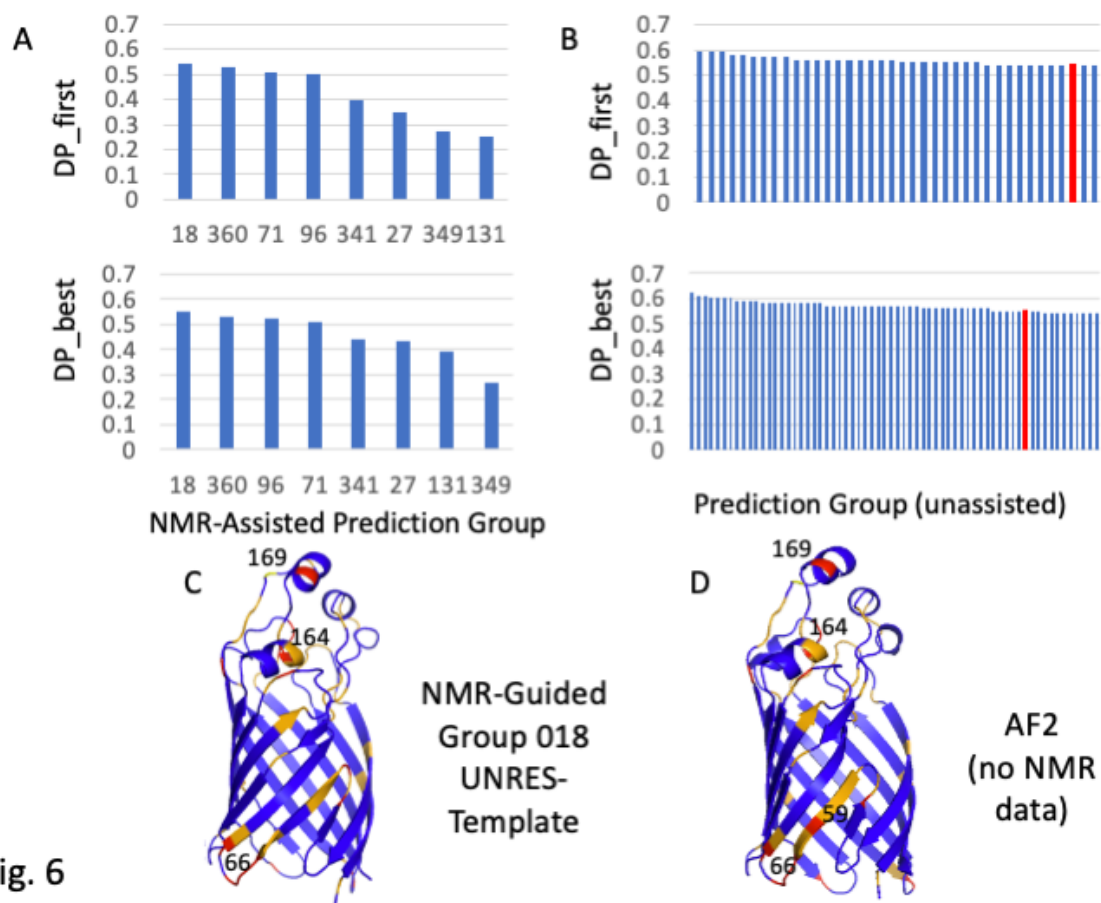 A
DP_first
0.7
0.6
0.5
0.4
0.3
0.2
0.1
0
18 360 71 96 341 27 349 131
B
DP_first
0.7
0.6
0.5
0.4
0.3
0.2
0.1
0
DP_best
0.7
0.6
0.5
0.4
0.3
0.2
0.1
0
18 360 96 71 341 27 131 349
NMR-Assisted Prediction Group
DP_best
0.7
0.6
0.5
0.4
0.3
0.2
0.1
0
Prediction Group (unassisted)
C
169
164
66
NMR-Guided
Group 018
UNRES-
Template
D
169
164
59
66
AF2
(no NMR
data)
ig. 6